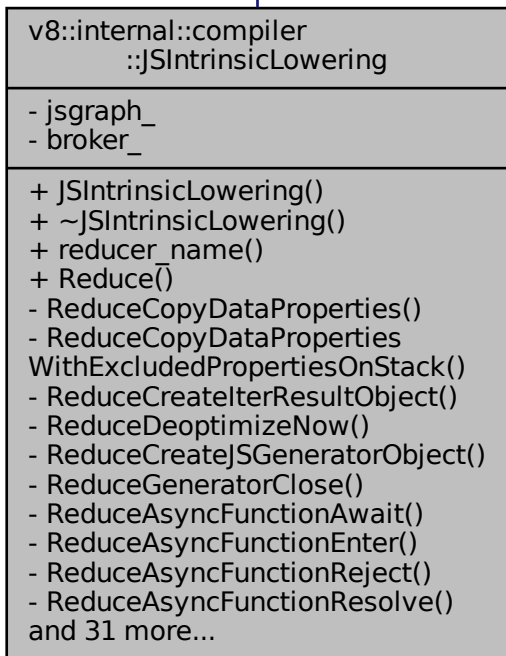 v8::internal::compiler
::JSIntrinsicLowering
- jsgraph_
- broker_
+ JSIntrinsicLowering()
+ ~JSIntrinsicLowering()
+ reducer_name()
+ Reduce()
- ReduceCopyDataProperties()
- ReduceCopyDataProperties
WithExcludedPropertiesOnStack()
- ReduceCreateIterResultObject()
- ReduceDeoptimizeNow()
- ReduceCreateJSGeneratorObject()
- ReduceGeneratorClose()
- ReduceAsyncFunctionAwait()
- ReduceAsyncFunctionEnter()
- ReduceAsyncFunctionReject()
- ReduceAsyncFunctionResolve()
and 31 more...